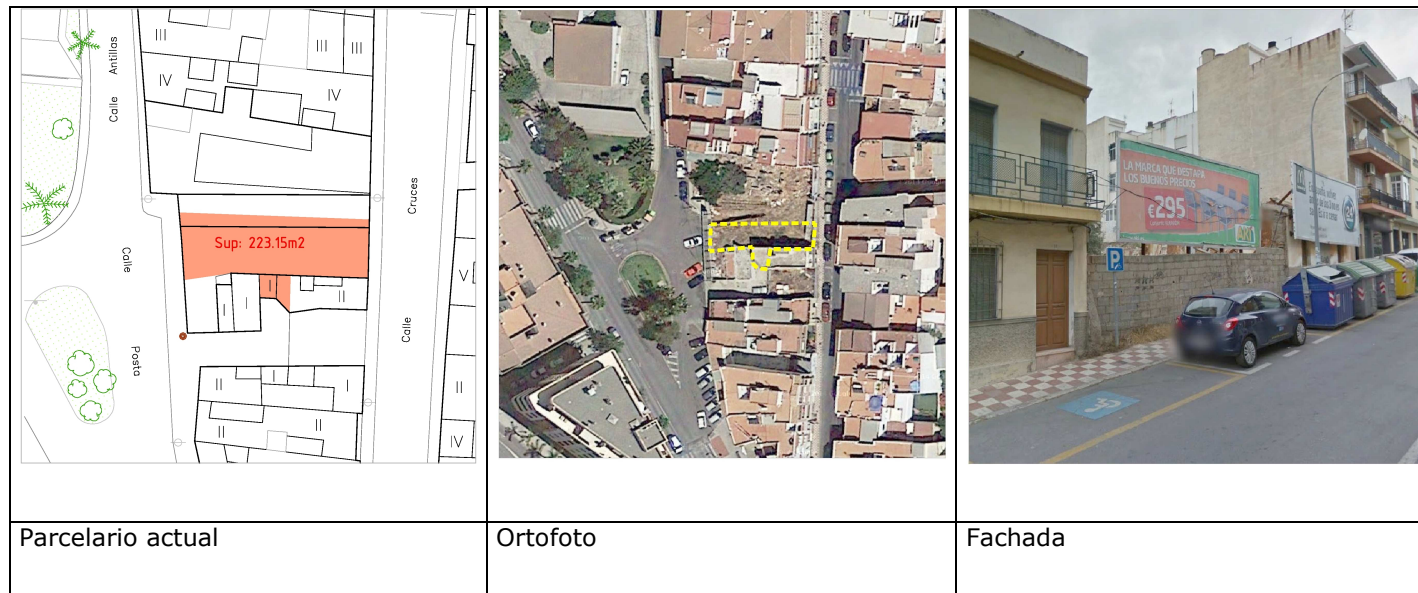 III
III
III
IV
IV
Calle Antillas
Cruces
Sup: 223.15m2
Calle
I
I
I
II
V
Calle
Posta
II
I
I
II
II
II
IV
LA MARCA QUE DESTAPA
LOS BUENOS PRECIOS
€295
P
Parcelario actual
Ortofoto
Fachada